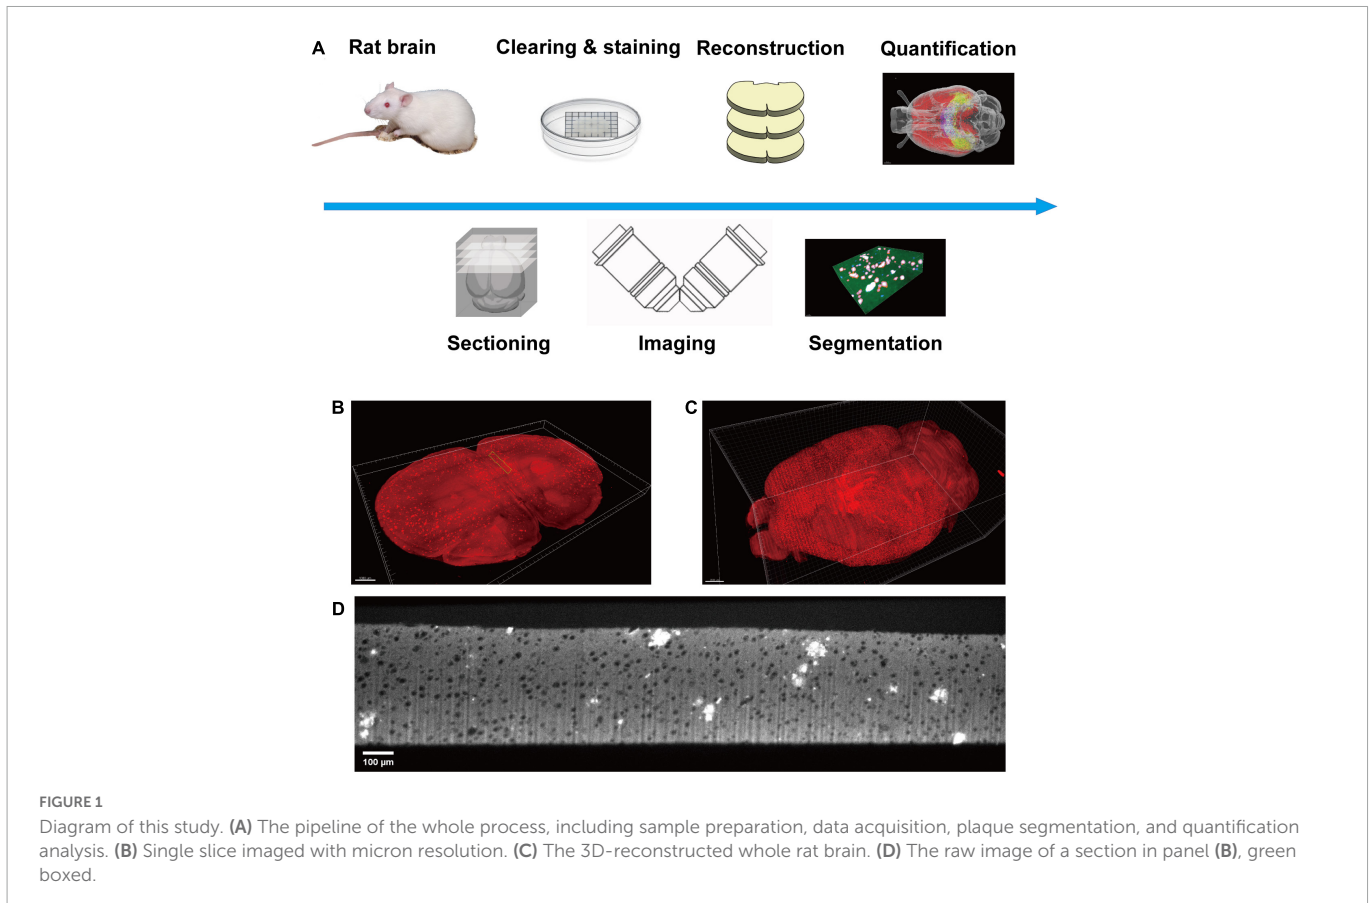 A Rat brain Clearing & staining Reconstruction Quantification
Sectioning Imaging Segmentation
B C
D
100 µm
FIGURE 1
Diagram of this study. (A) The pipeline of the whole process, including sample preparation, data acquisition, plaque segmentation, and quantification
analysis. (B) Single slice imaged with micron resolution. (C) The 3D-reconstructed whole rat brain. (D) The raw image of a section in panel (B), green
boxed.